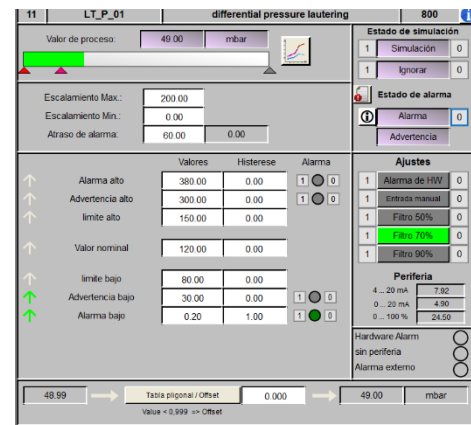 11 LT_P_01 differential pressure lautering 800 i
Valor de proceso: 49.00 mbar
Estado de simulación
1 Simulación 0
1 Ignorar 0
Escalamiento Max.: 200.00
Escalamiento Min.: 0.00
Atraso de alarma: 60.00 0.00
Estado de alarma
Alarma 0
Advertencia
Valores Histerese Alarma
Alarma alto 380.00 0.00 1 0
Advertencia alto 300.00 0.00 1 0
limite alto 150.00 0.00
Valor nominal 120.00 0.00
limite bajo 80.00 0.00
Advertencia bajo 30.00 0.00 1 0
Alarma bajo 0.20 1.00 1 0
Ajustes
1 Alarma de HW 0
1 Entrada manual 0
1 Filtro 50% 0
1 Filtro 70% 0
1 Filtro 90% 0
Periferia
4 ... 20 mA 7.92
0 ... 20 mA 4.90
0 ... 100 % 24.50
Hardware Alarm
sin periferia
Alarma externo
48.99 Tabla pligonal / Offset 0.000 49.00 mbar
Value < 0,999 => Offset